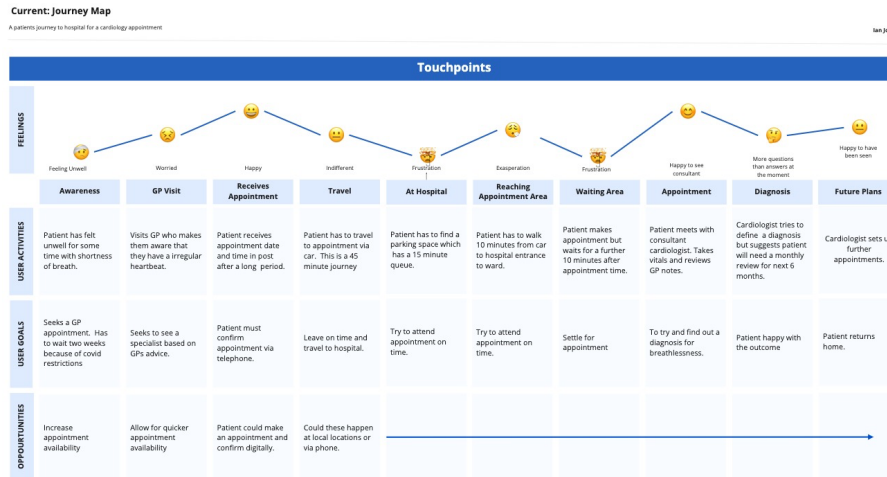 Current: Journey Map
A patients journey to hospital for a cardiology appointment
Ian
Touchpoints
FEELINGS
Feeling Unwell
Worried
Happy
Indifferent
Frustration
Exasperation
Frustration
Happy to see
consultant
More questions
than answers at
the moment
Happy to have
been seen
Awareness
GP Visit
Receives
Appointment
Travel
At Hospital
Reaching
Appointment Area
Waiting Area
Appointment
Diagnosis
Future Plans
USER ACTIVITIES
Patient has felt
unwell for some
time with shortness
of breath.
Visits GP who makes
them aware that
they have a irregular
heartbeat.
Patient receives
appointment date
and time in post
after a long period.
Patient has to travel
to appointment via
car. This is a 45
minute journey
Patient has to find a
parking space which
has a 15 minute
queue.
Patient has to walk
10 minutes from car
to hospital entrance
to ward.
Patient makes
appointment but
waits for a further
10 minutes after
appointment time.
Patient meets with
consultant
cardiologist. Takes
vitals and reviews
GP notes.
Cardiologist tries to
define a diagnosis
but suggests patient
will need a monthly
review for next 6
months.
Cardiologist sets
further
appointments.
USER GOALS
Seeks a GP
appointment. Has
to wait two weeks
because of covid
restrictions
Seeks to see a
specialist based on
GPs advice.
Patient must
confirm
appointment via
telephone.
Leave on time and
travel to hospital.
Try to attend
appointment on
time.
Try to attend
appointment on
time.
Settle for
appointment
To try and find out a
diagnosis for
breathlessness.
Patient happy with
the outcome
Patient returns
home.
OPPOURTUNITIES
Increase
appointment
availability
Allow for quicker
appointment
availability
Patient could make
an appointment and
confirm digitally.
Could these happen
at local locations or
via phone.